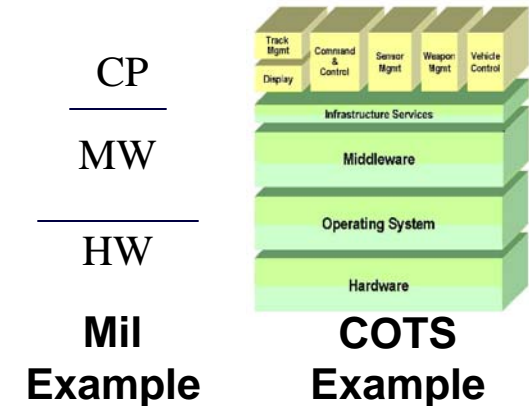 CP
MW
HW
Mil
Example
Track
Mgmt
Display
Command
&
Control
Sensor
Mgmt
Weapon
Mgmt
Vehicle
Control
Infrastructure Services
Middleware
Operating System
Hardware
COTS
Example